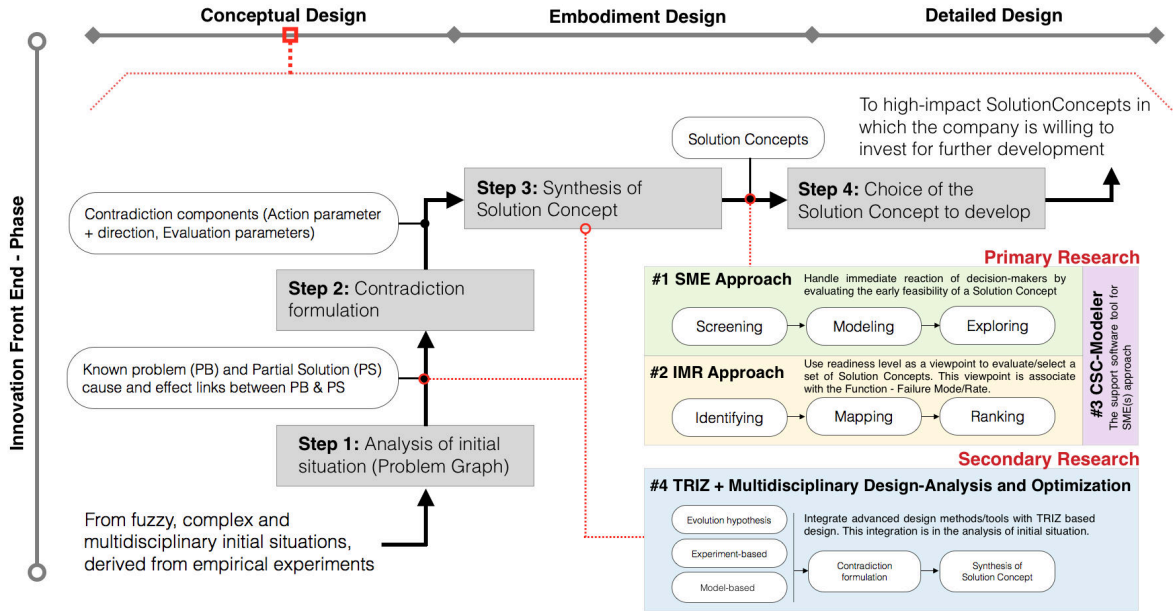 Conceptual Design
Embodiment Design
Detailed Design
Innovation Front End - Phase
To high-impact SolutionConcepts in
which the company is willing to
invest for further development
Solution Concepts
Step 3: Synthesis of
Solution Concept
Step 4: Choice of the
Solution Concept to develop
Contradiction components (Action parameter
+ direction, Evaluation parameters)
Step 2: Contradiction
formulation
Known problem (PB) and Partial Solution (PS)
cause and effect links between PB & PS
Step 1: Analysis of initial
situation (Problem Graph)
From fuzzy, complex and
multidisciplinary initial situations,
derived from empirical experiments
Primary Research
#1 SME Approach
Handle immediate reaction of decision-makers by
evaluating the early feasibility of a Solution Concept
Screening
Modeling
Exploring
#2 IMR Approach
Use readiness level as a viewpoint to evaluate/select a
set of Solution Concepts. This viewpoint is associate
with the Function - Failure Mode/Rate.
Identifying
Mapping
Ranking
#3 CSC-Modeler
The support software tool for
SME(s) approach
Secondary Research
#4 TRIZ + Multidisciplinary Design-Analysis and Optimization
Evolution hypothesis
Experiment-based
Model-based
Integrate advanced design methods/tools with TRIZ based
design. This integration is in the analysis of initial situation.
Contradiction
formulation
Synthesis of
Solution Concept